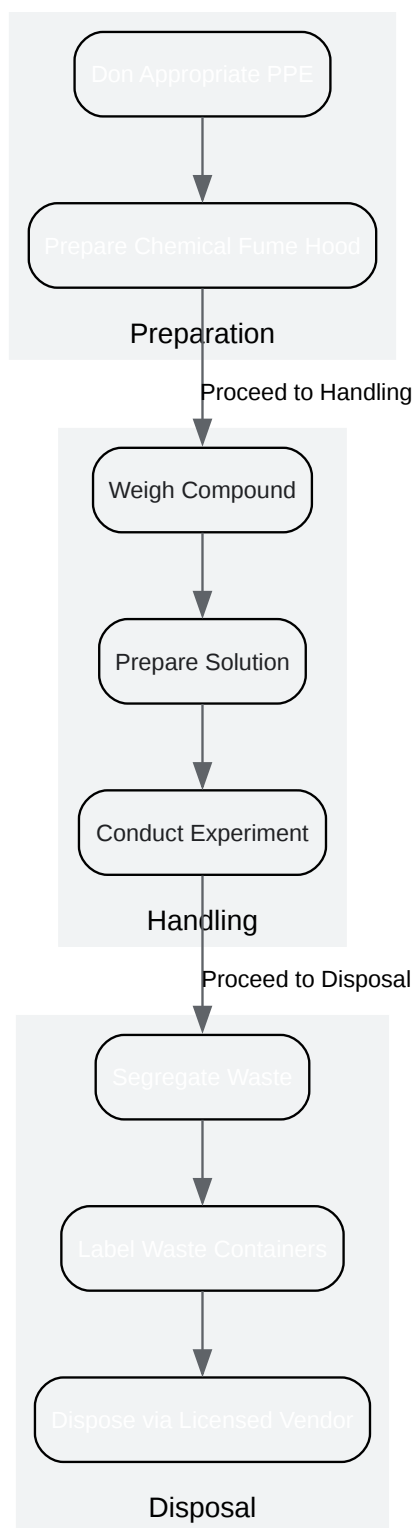 Don Appropriate PPE
Prepare Chemical Fume Hood
Preparation
Proceed to Handling
Weigh Compound
Prepare Solution
Conduct Experiment
Handling
Proceed to Disposal
Segregate Waste
Label Waste Containers
Dispose via Licensed Vendor
Disposal